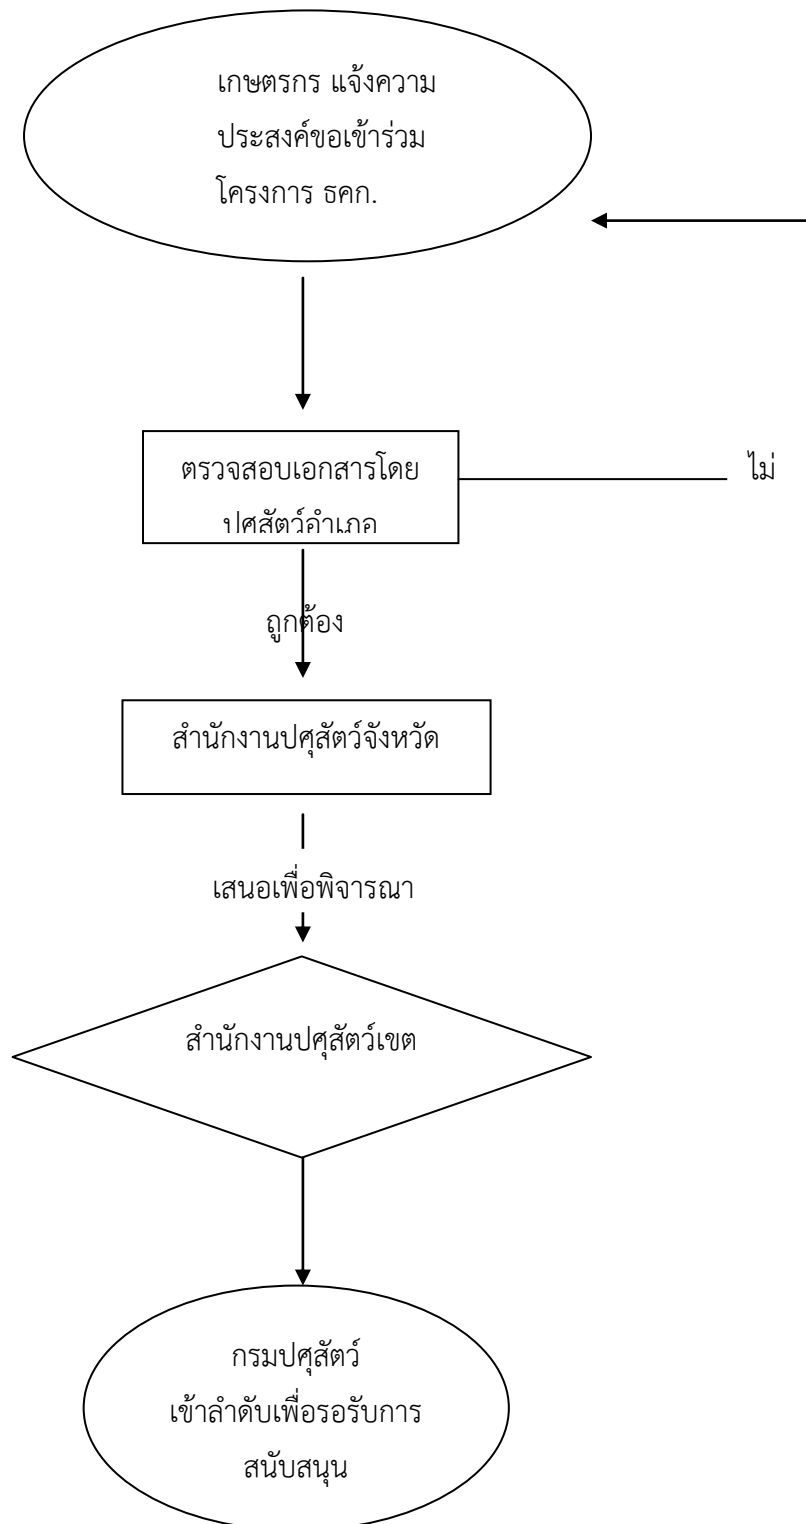 เกษตรกร แจ้งความ
ประสงค์ขอเข้าร่วม
โครงการ ธคก.
ตรวจสอบเอกสารโดย
ปศุสัตว์อำเภอ
ไม่
ถูกต้อง
สำนักงานปศุสัตว์จังหวัด
เสนอเพื่อพิจารณา
สำนักงานปศุสัตว์เขต
กรมปศุสัตว์
เข้าลำดับเพื่อรอรับการ
สนับสนุน